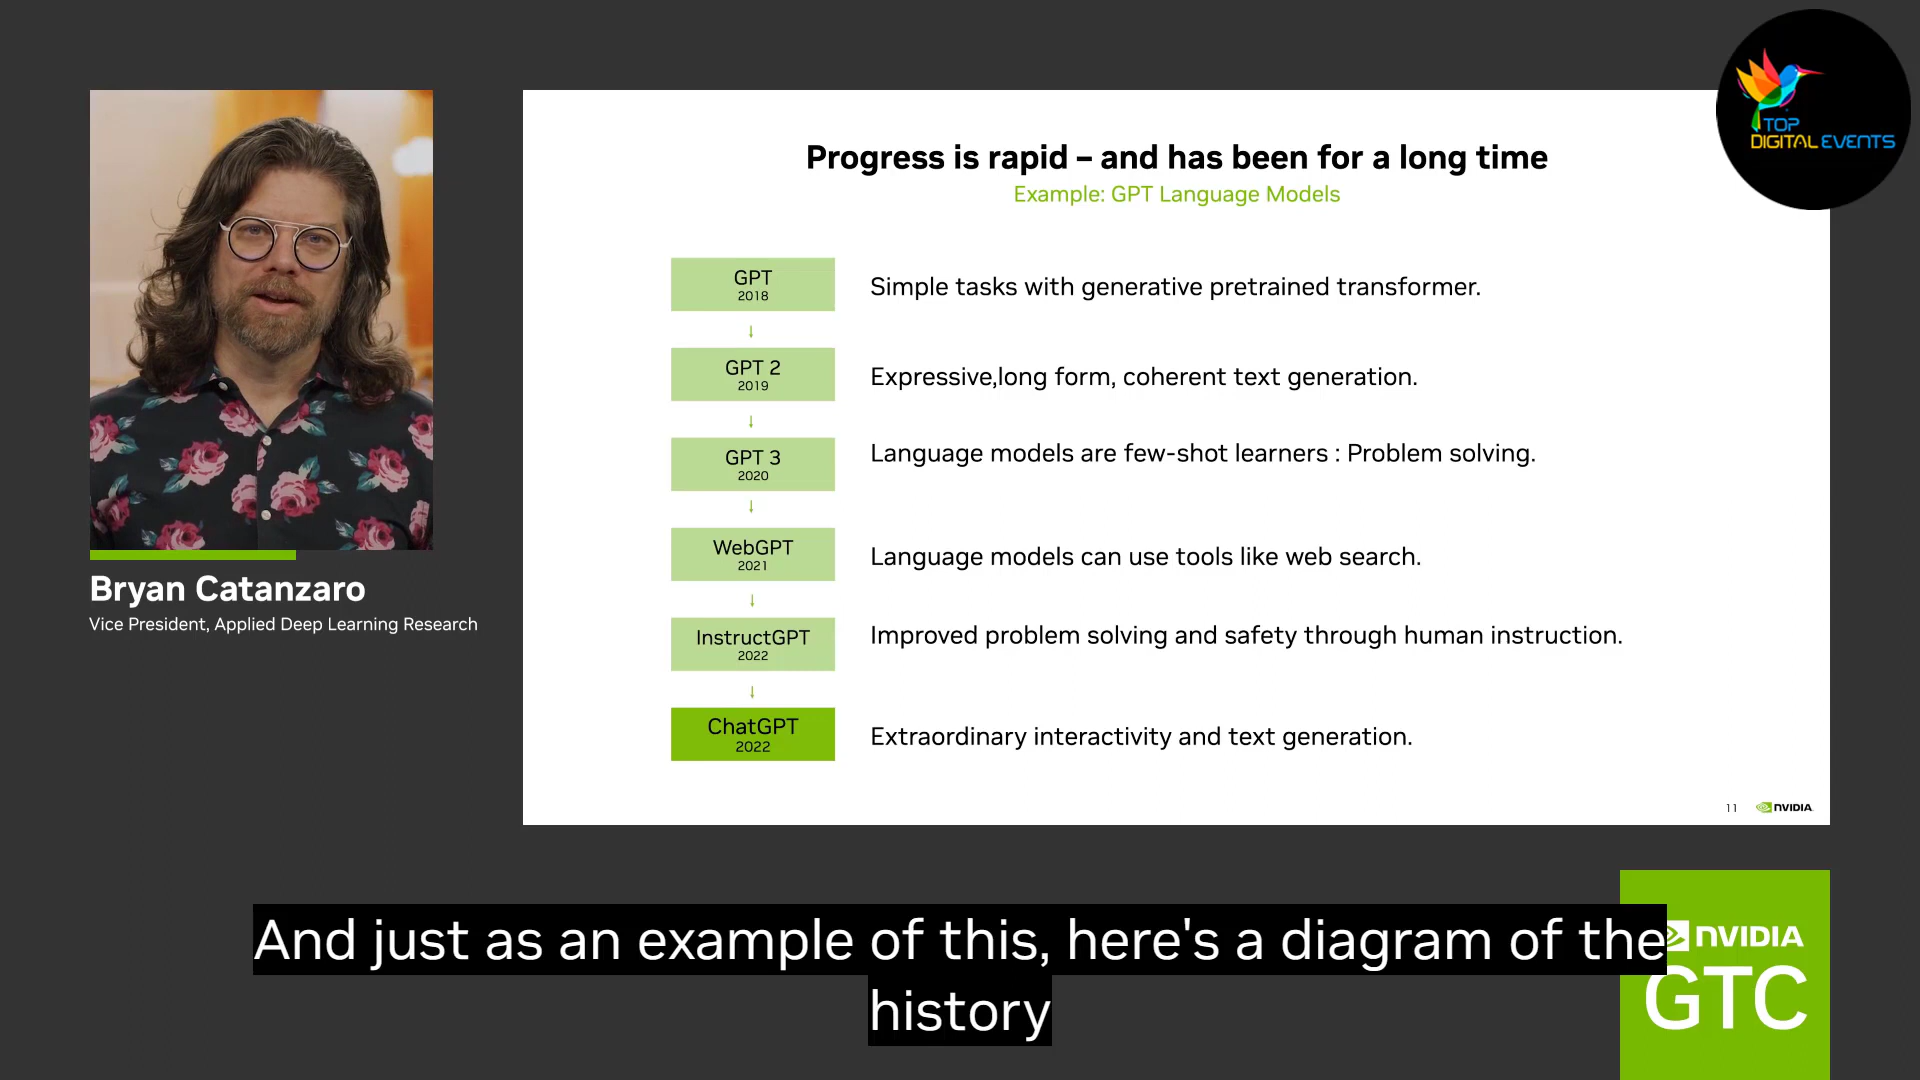 TOP
DIGITAL EVENTS
Progress is rapid – and has been for a long time
Example: GPT Language Models
GPT
2018
Simple tasks with generative pretrained transformer.
GPT 2
2019
Expressive,long form, coherent text generation.
GPT 3
2020
Language models are few-shot learners : Problem solving.
WebGPT
2021
Language models can use tools like web search.
InstructGPT
2022
Improved problem solving and safety through human instruction.
ChatGPT
2022
Extraordinary interactivity and text generation.
11
NVIDIA
Bryan Catanzaro
Vice President, Applied Deep Learning Research
And just as an example of this, here's a diagram of the
history
NVIDIA
GTC